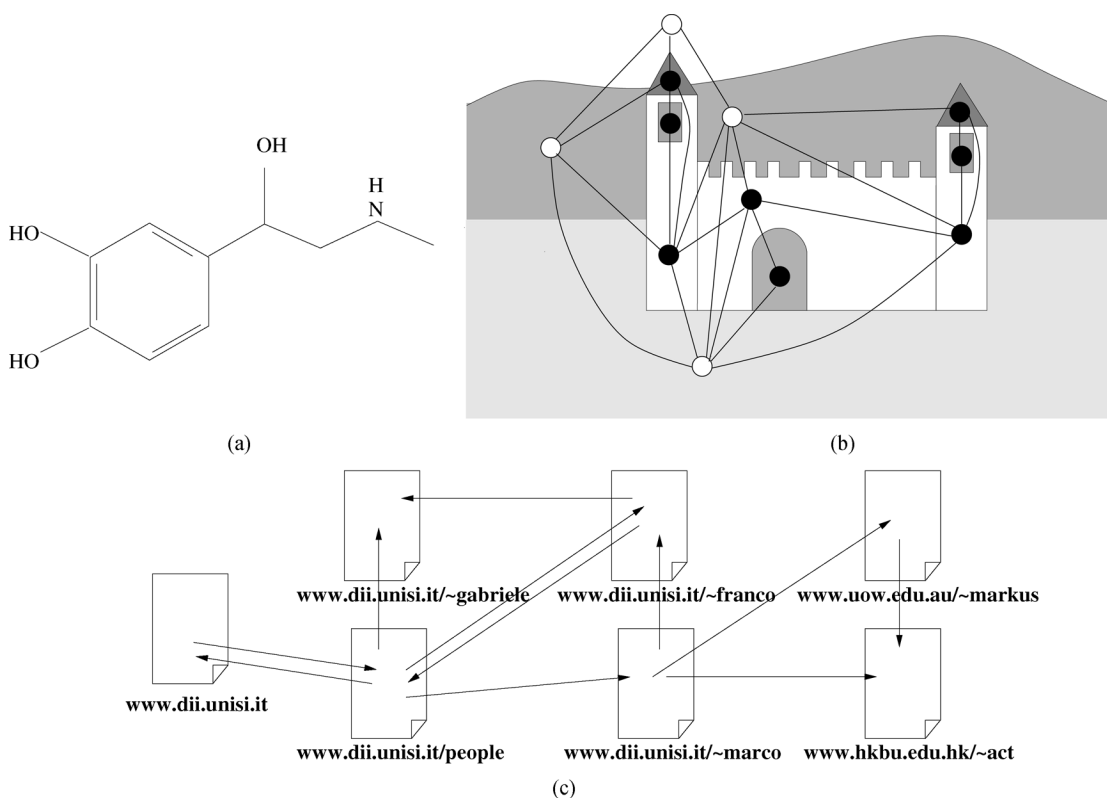 OH
H
N
HO
HO
(a)
(b)
www.dii.unisi.it/~gabriele
www.dii.unisi.it/~franco
www.uow.edu.au/~markus
www.dii.unisi.it
www.dii.unisi.it/people
www.dii.unisi.it/~marco
www.hkbu.edu.hk/~act
(c)